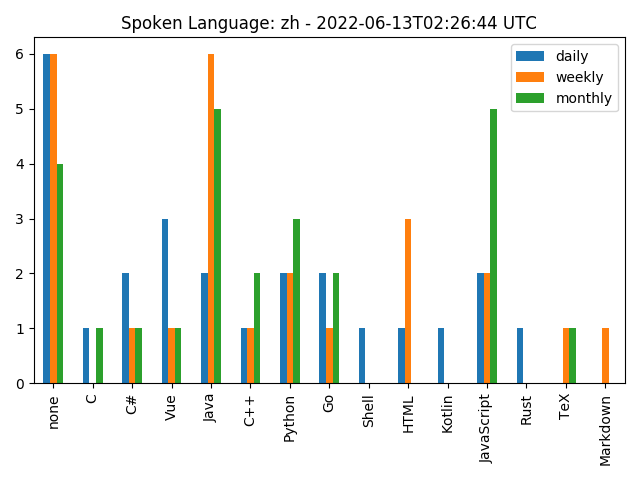 Spoken Language: zh - 2022-06-13T02:26:44 UTC
daily
weekly
monthly
6
5
4
3
2
1
0
none
C
C#
Vue
Java
C++
Python
Go
Shell
HTML
Kotlin
JavaScript
Rust
TeX
Markdown